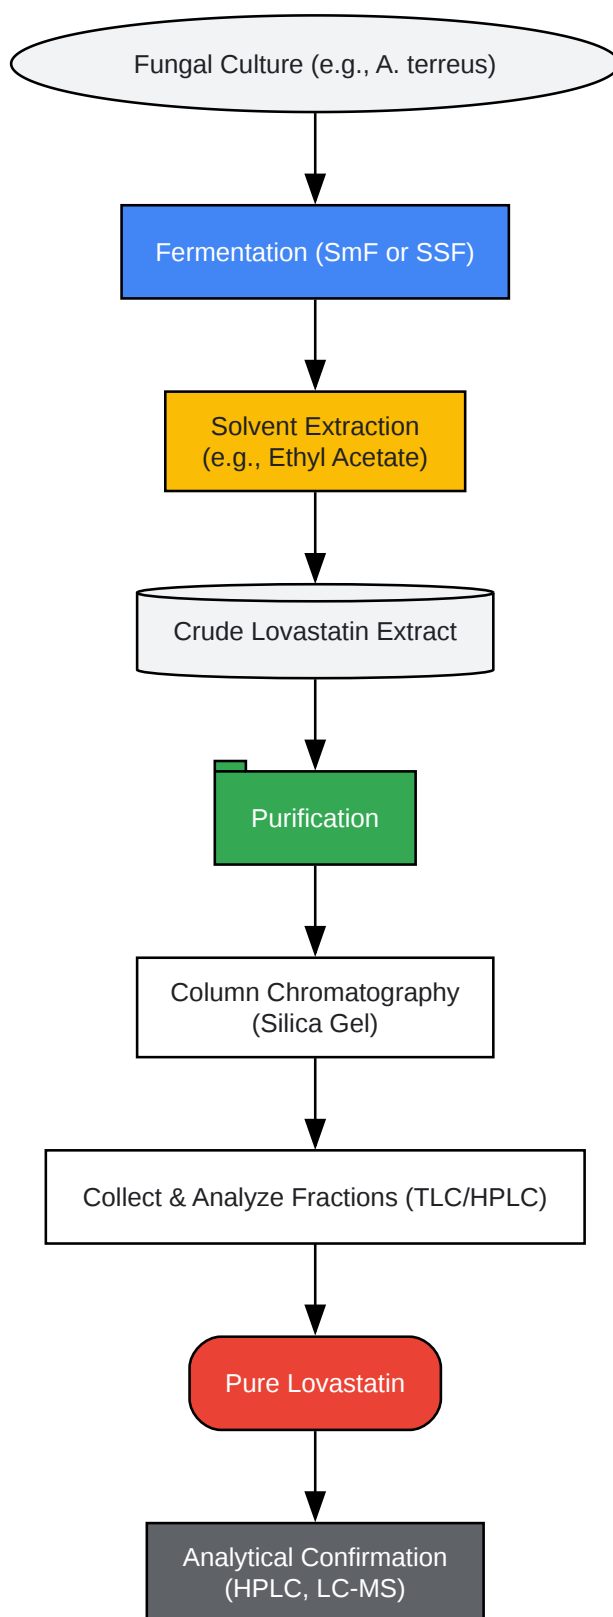 Fungal Culture (e.g., A. terreus)
Fermentation (SmF or SSF)
Solvent Extraction
(e.g., Ethyl Acetate)
Crude Lovastatin Extract
Purification
Column Chromatography
(Silica Gel)
Collect & Analyze Fractions (TLC/HPLC)
Pure Lovastatin
Analytical Confirmation
(HPLC, LC-MS)